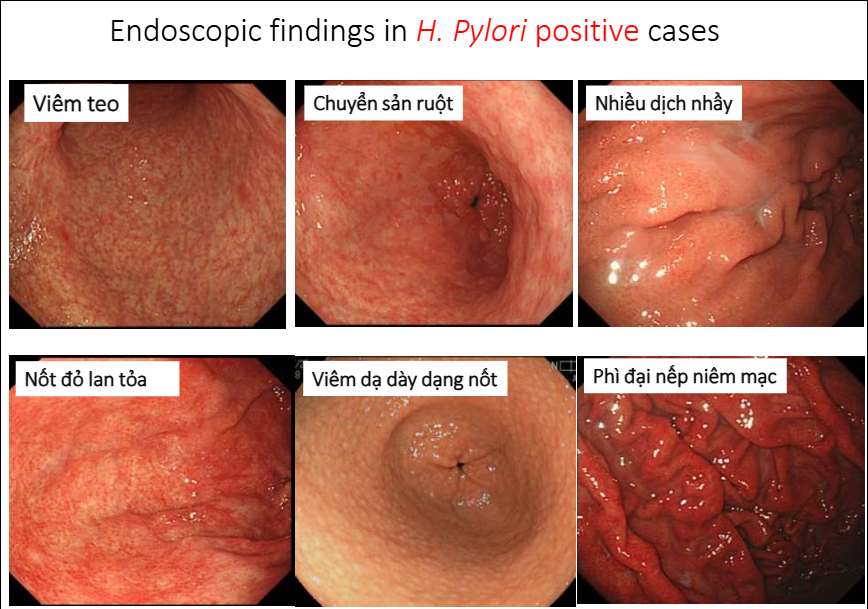 Endoscopic findings in H. Pylori positive cases
Viêm teo
Chuyển sản ruột
Nhiều dịch nhầy
Nốt đỏ lan tỏa
Viêm dạ dày dạng nốt
Phì đại nếp niêm mạc